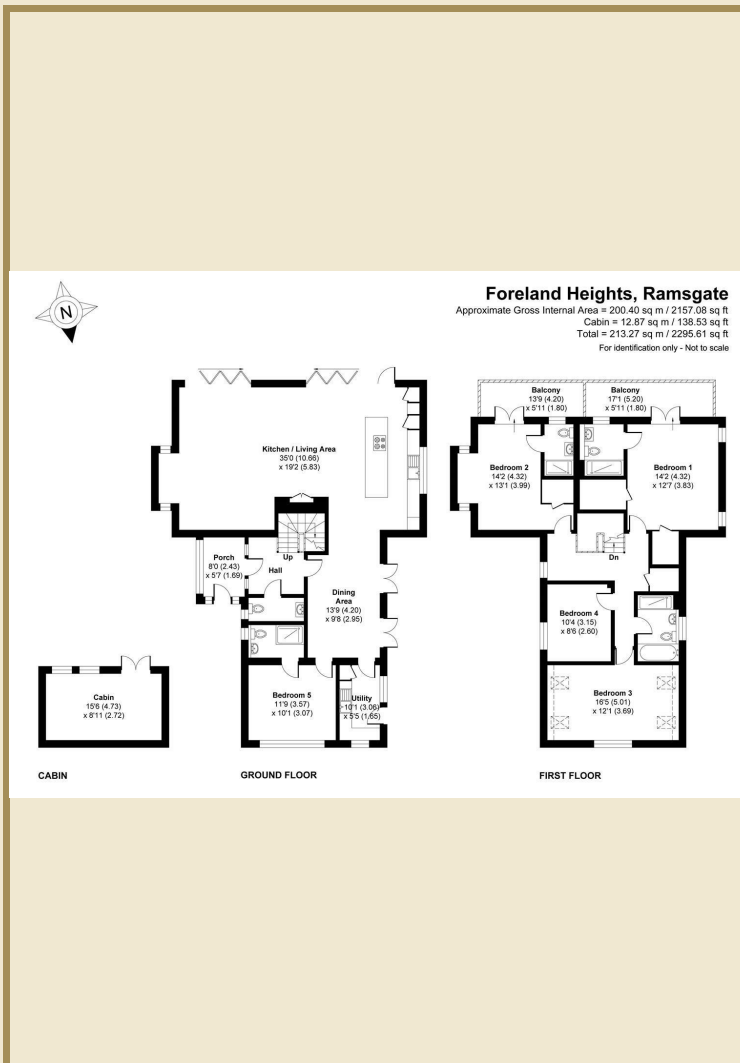 N
Foreland Heights, Ramsgate
Approximate Gross Internal Area = 200.40 sq m / 2157.08 sq ft
Cabin = 12.87 sq m / 138.53 sq ft
Total = 213.27 sq m / 2295.61 sq ft
For identification only - Not to scale
Kitchen / Living Area
35'0 (10.66)
x 19'2 (5.83)
Porch
8'0 (2.43)
x 5'7 (1.69)
Up
Hall
Dining
Area
13'9 (4.20)
x 9'8 (2.95)
Bedroom 5
11'9 (3.57)
x 10'1 (3.07)
Utility
10'1 (3.06)
x 5'5 (1.65)
Cabin
15'6 (4.73)
x 8'11 (2.72)
Balcony
13'9 (4.20)
x 5'11 (1.80)
Balcony
17'1 (5.20)
x 5'11 (1.80)
Bedroom 2
14'2 (4.32)
x 13'1 (3.99)
Bedroom 1
14'2 (4.32)
x 12'7 (3.83)
Dn
Bedroom 4
10'4 (3.15)
x 8'6 (2.60)
Bedroom 3
16'5 (5.01)
x 12'1 (3.69)
CABIN
GROUND FLOOR
FIRST FLOOR